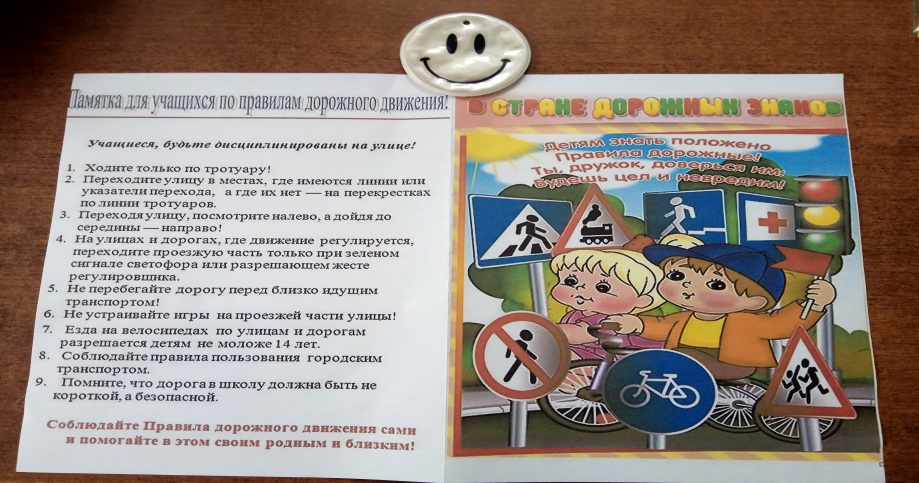 Памятка для учащихся по правилам дорожного движения!
Учащиеся, будьте дисциплинированы на улице!
1. Ходите только по тротуару!
2. Переходите улицу в местах, где имеются линии или
указатели перехода, а где их нет — на перекрестках
по линии тротуаров.
3. Переходя улицу, посмотрите налево, а дойдя до
середины — направо!
4. На улицах и дорогах, где движение регулируется,
переходите проезжую часть только при зеленом
сигнале светофора или разрешающем жесте
регулировщика.
5. Не перебегайте дорогу перед близко идущим
транспортом!
6. Не устраивайте игры на проезжей части улицы!
7. Езда на велосипедах по улицам и дорогам
разрешается детям не моложе 14 лет.
8. Соблюдайте правила пользования городским
транспортом.
9. Помните, что дорога в школу должна быть не
короткой, а безопасной.
Соблюдайте Правила дорожного движения сами
и помогайте в этом своим родным и близким!
В СТРАНЕ ДОРОЖНЫХ ЗНАКОВ
Детям знать положено
Правила дорожные!
Ты, дружок, доверься им,
Будешь цел и невредим!